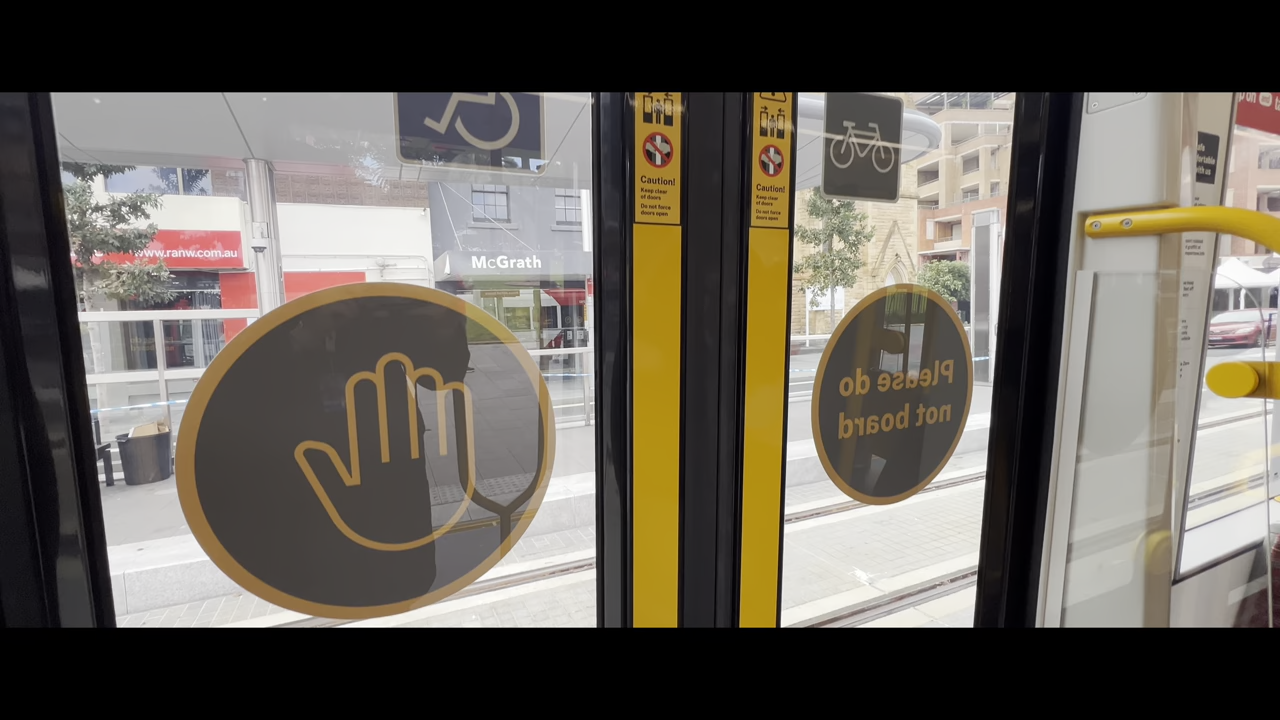 www.ranw.com.au
McGrath
Caution!
Keep clear
of doors
Do not force
doors open
Caution!
Keep clear
of doors
Do not force
doors open
Please do
not board